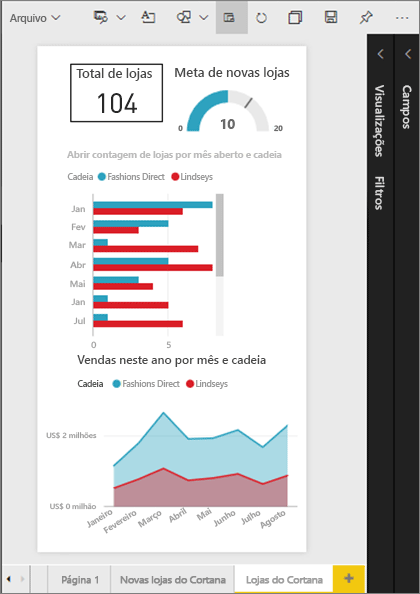 Arquivo
Total de lojas
104
Meta de novas lojas
0
10
20
Abrir contagem de lojas por mês aberto e cadeia
Cadeia Fashions Direct Lindseys
Jan
Fev
Mar
Abr
Mai
Jan
Jul
0 5
Vendas neste ano por mês e cadeia
Cadeia Fashions Direct Lindseys
US$ 2 milhões
US$ 0 milhão
Janeiro Fevereiro Março Abril Mai Junho Julho Agosto
Visualizações
Filtros
Campos
Página 1 Novas lojas do Cortana Lojas do Cortana +